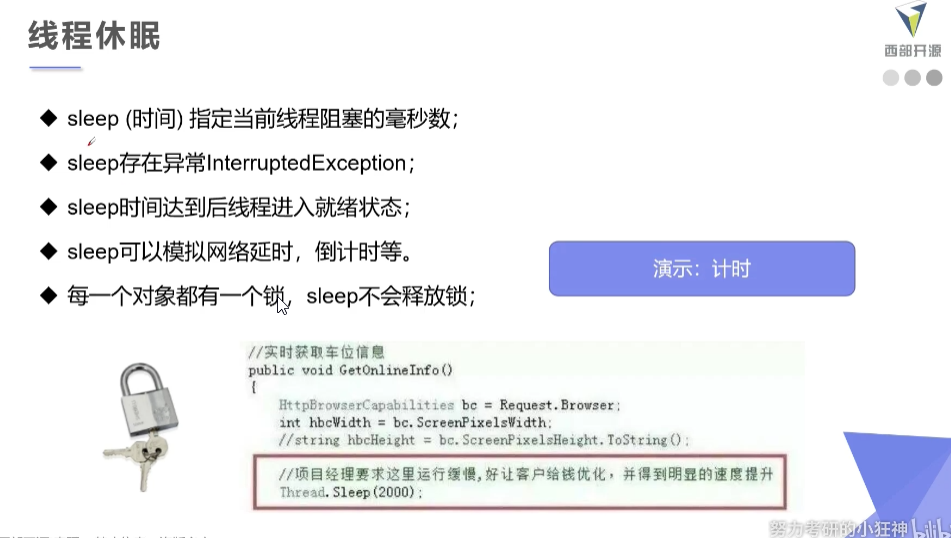 线程休眠
西部开源
◆ sleep (时间) 指定当前线程阻塞的毫秒数；
◆ sleep存在异常InterruptedException；
◆ sleep时间达到后线程进入就绪状态；
◆ sleep可以模拟网络延时，倒计时等。
◆ 每一个对象都有一个锁，sleep不会释放锁；
演示：计时
//实时获取车位信息
public void GetOnlineInfo()
{
HttpBrowserCapabilities bc = Request.Browser;
int hbcWidth = bc.ScreenPixelsWidth;
//string hbcHeight = bc.ScreenPixelsHeight.ToString();
//项目经理要求这里运行缓慢,好让客户给钱优化，并得到明显的速度提升
Thread.Sleep(2000);
努力考研的小狂神